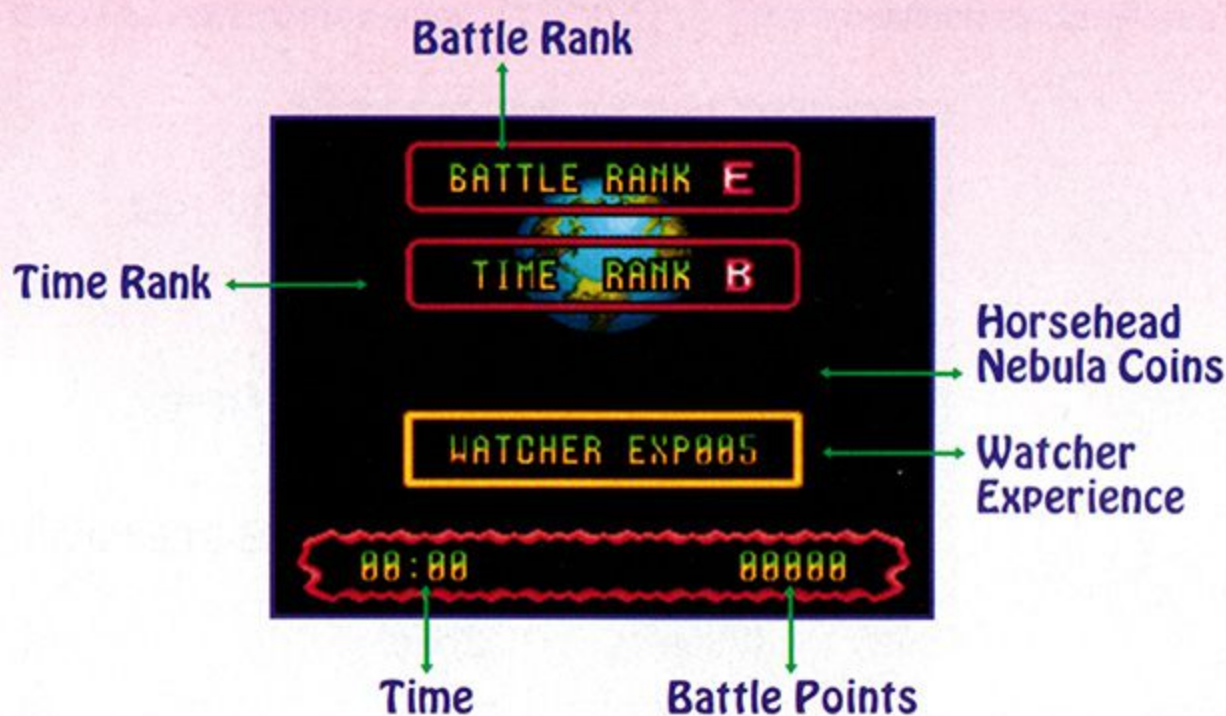 Battle Rank
BATTLE RANK E
Time Rank
TIME RANK B
Horsehead
Nebula Coins
WATCHER EXP005
Watcher
Experience
00:00 00000
Time Battle Points